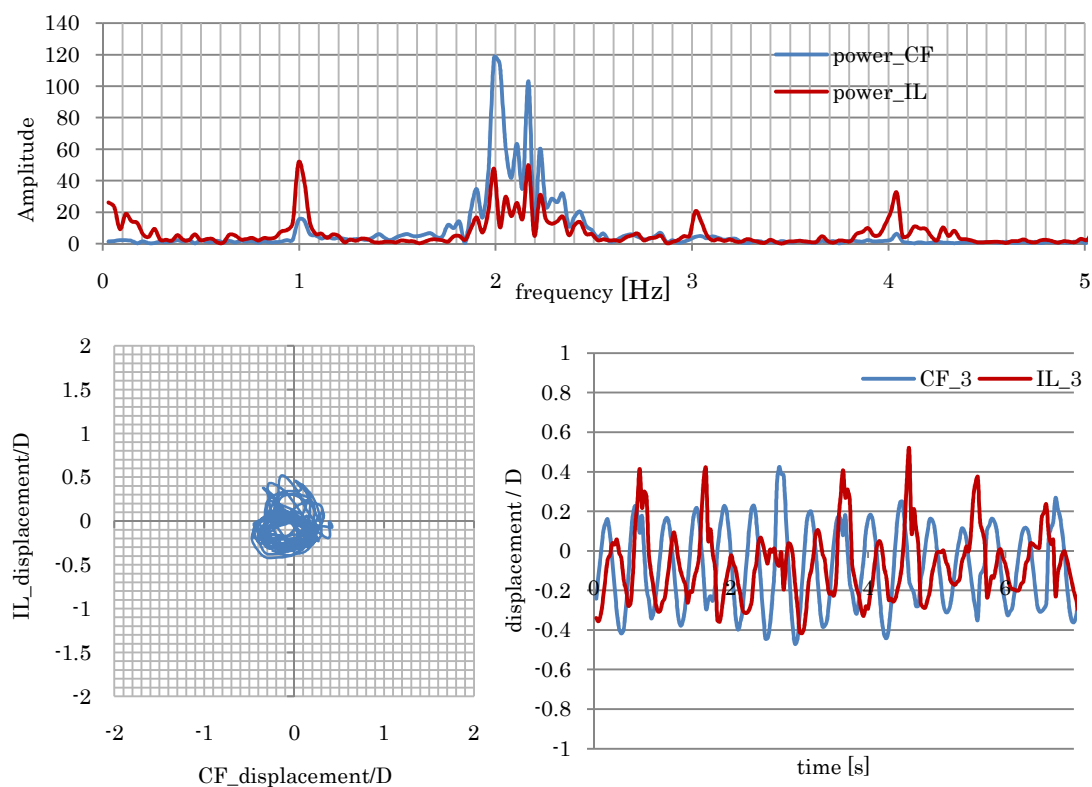 140
120
100
80
60
40
20
0
Amplitude
power_CF
power_IL
0 1 2 3 4 5
frequency [Hz]
2
1.5
1
0.5
0
-0.5
-1
-1.5
-2
IL_displacement/D
-2 -1 0 1 2
CF_displacement/D
1
0.8
0.6
0.4
0.2
0
-0.2
-0.4
-0.6
-0.8
-1
displacement / D
CF_3 IL_3
0 2 4 6
time [s]